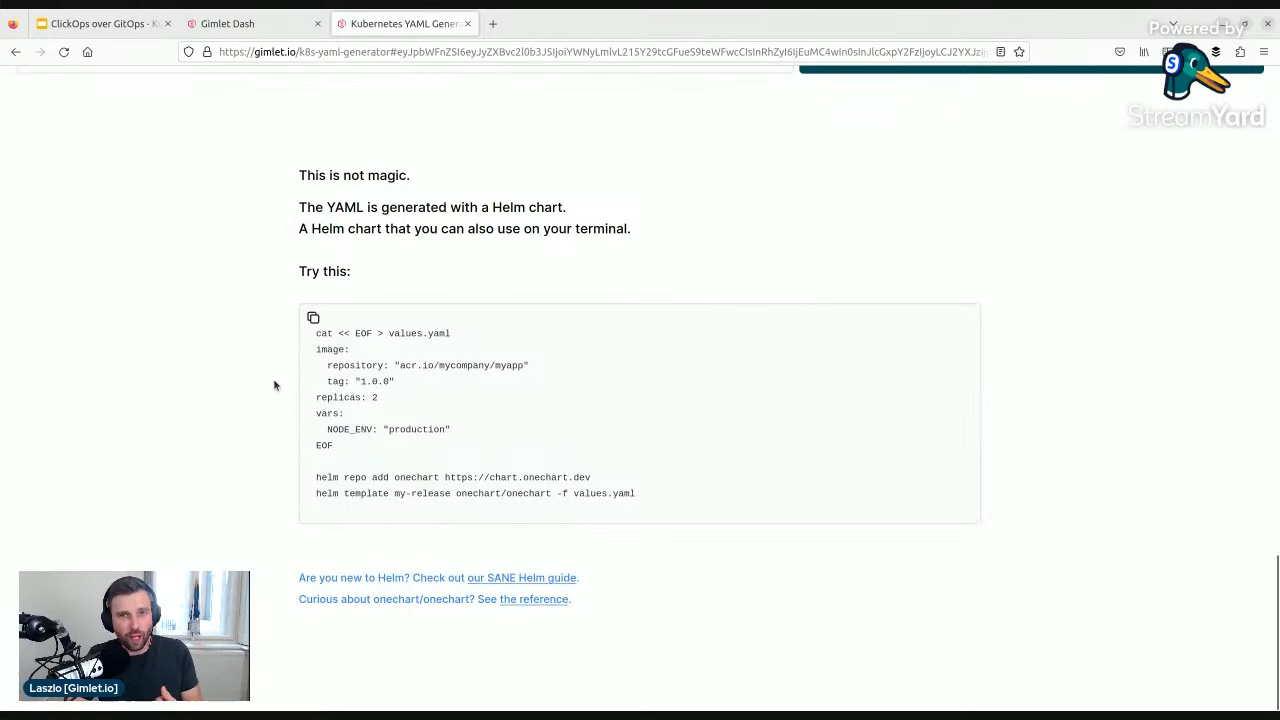 ClickOps over GitOps - K
Gimlet Dash
Kubernetes YAML Genera
Powered by
https://gimlet.io/k8s-yaml-generator#
StreamYard
This is not magic.
The YAML is generated with a Helm chart.
A Helm chart that you can also use on your terminal.
Try this:
cat << EOF > values.yaml
image:
  repository: "acr.io/mycompany/myapp"
  tag: "1.0.0"
replicas: 2
vars:
  NODE_ENV: "production"
EOF
helm repo add onechart https://chart.onechart.dev
helm template my-release onechart/onechart -f values.yaml
Are you new to Helm? Check out our SANE Helm guide.
Curious about onechart/onechart? See the reference.
Laszlo [Gimlet.io]